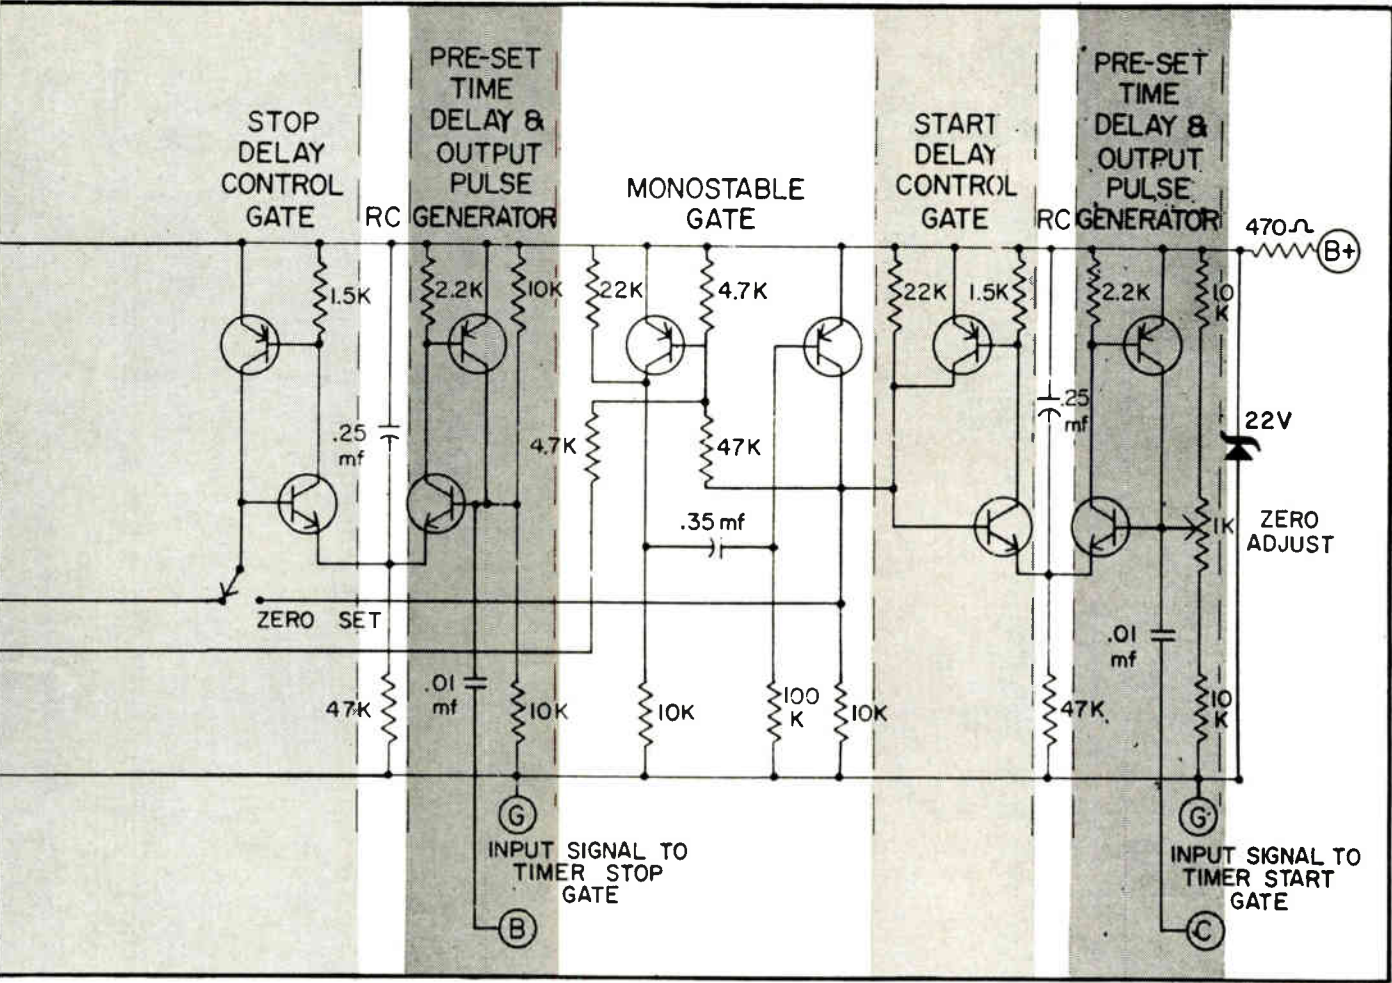 STOP
DELAY
CONTROL
GATE
RC
PRE-SET
TIME
DELAY &
OUTPUT
PULSE
GENERATOR
MONOSTABLE
GATE
START
DELAY
CONTROL
GATE
RC
PRE-SET
TIME
DELAY &
OUTPUT
PULSE
GENERATOR
470Ω
B+
1.5K
2.2K
10K
22K
4.7K
22K
1.5K
2.2K
10
K
.25
mf
4.7K
47K
.25
mf
22V
.35 mf
1K
ZERO
ADJUST
ZERO SET
.01
mf
47K
.01
mf
10K
10K
100
K
10K
47K
10
K
G
G
INPUT SIGNAL TO
TIMER STOP
GATE
INPUT SIGNAL TO
TIMER START
GATE
B
C